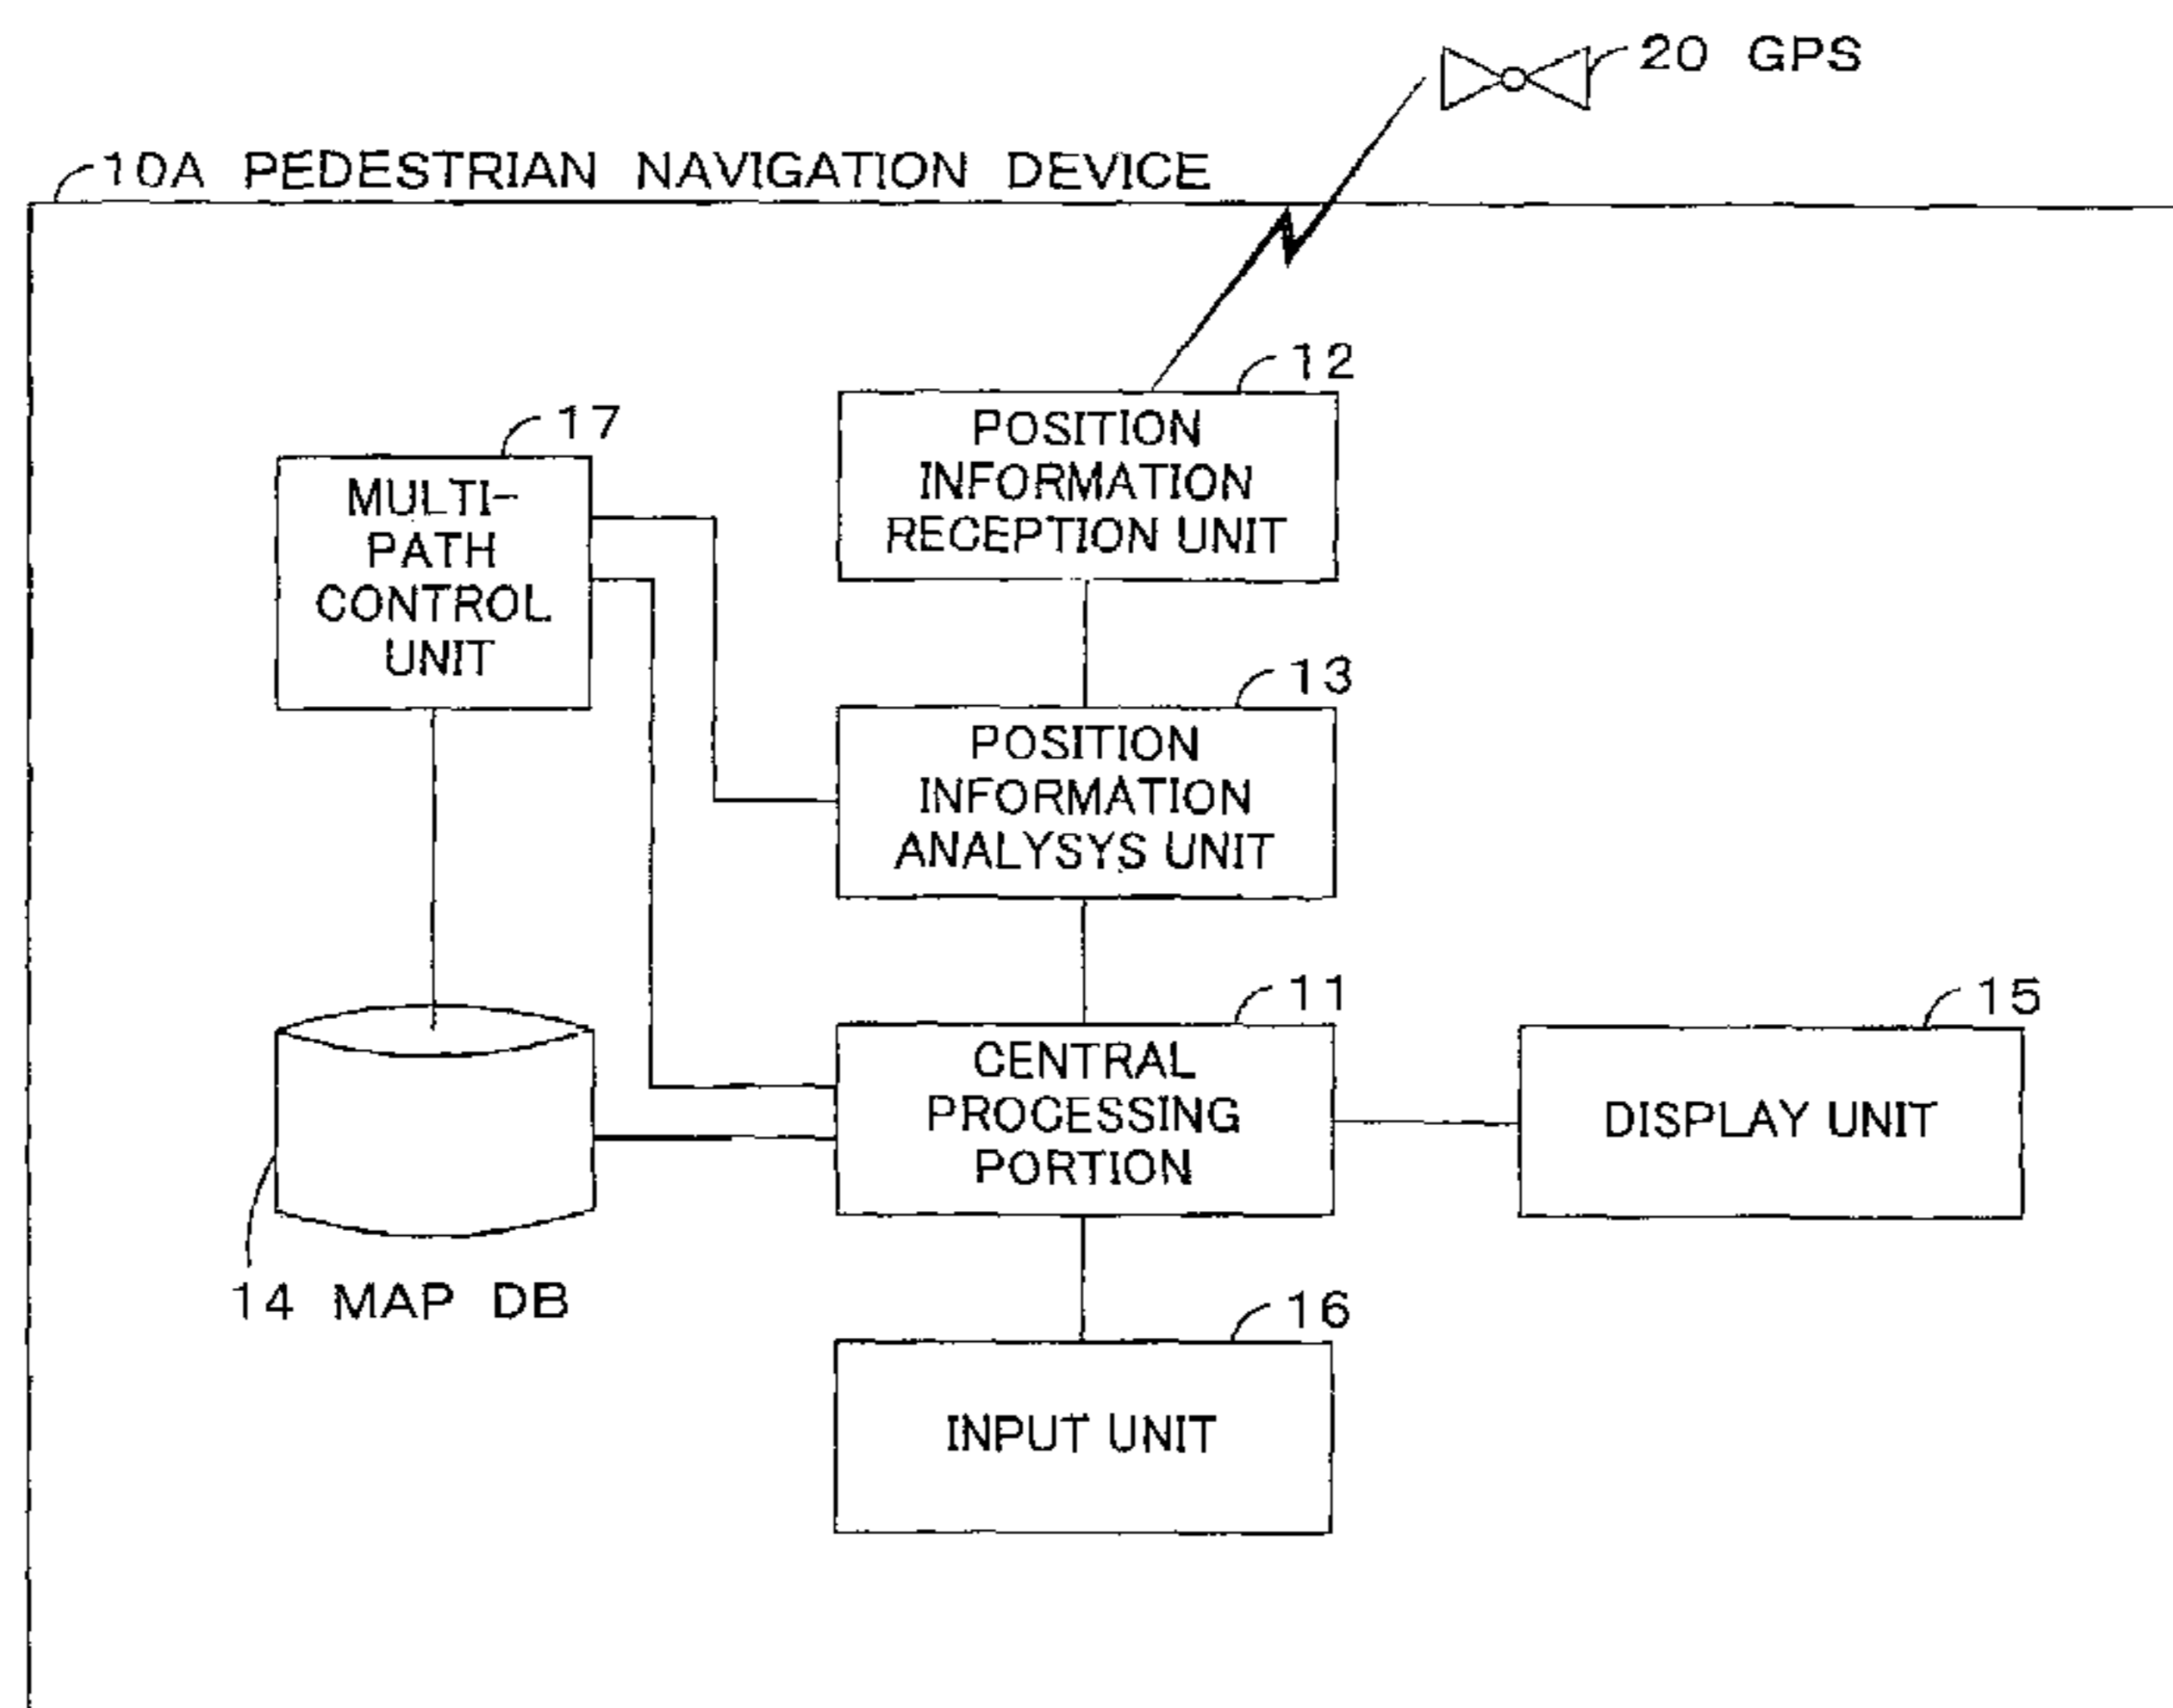 20 GPS
10A PEDESTRIAN NAVIGATION DEVICE
12
POSITION
INFORMATION
RECEPTION UNIT
17
MULTI-
PATH
CONTROL
UNIT
13
POSITION
INFORMATION
ANALYSYS UNIT
11
CENTRAL
PROCESSING
PORTION
15
DISPLAY UNIT
14 MAP DB
16
INPUT UNIT